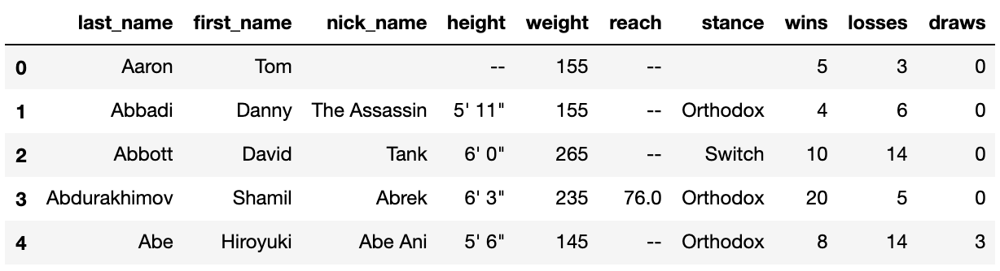 last_name first_name nick_name height weight reach stance wins losses draws
0 Aaron Tom -- 155 -- 5 3 0
1 Abbadi Danny The Assassin 5' 11" 155 -- Orthodox 4 6 0
2 Abbott David Tank 6' 0" 265 -- Switch 10 14 0
3 Abdurakhimov Shamil Abrek 6' 3" 235 76.0 Orthodox 20 5 0
4 Abe Hiroyuki Abe Ani 5' 6" 145 -- Orthodox 8 14 3